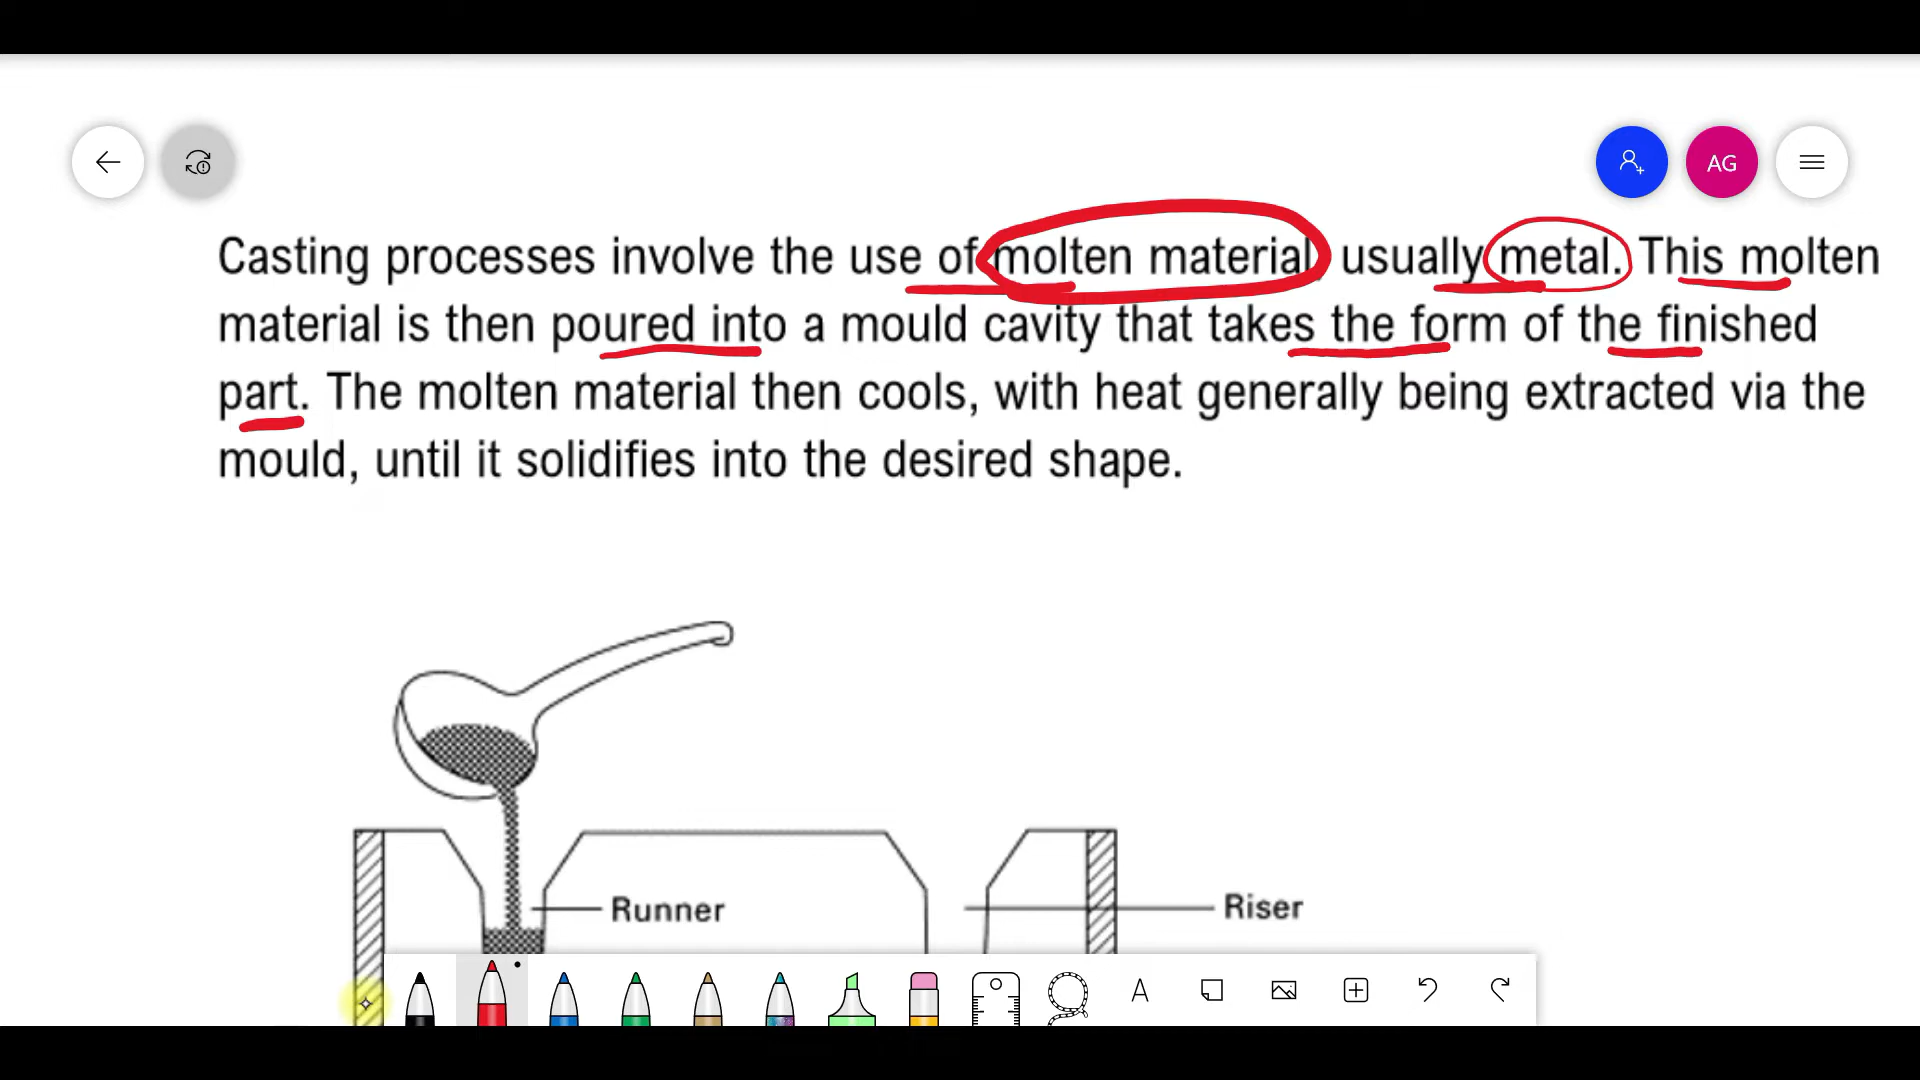 AG
Casting processes involve the use of molten material, usually metal. This molten
material is then poured into a mould cavity that takes the form of the finished
part. The molten material then cools, with heat generally being extracted via the
mould, until it solidifies into the desired shape.
Runner
Riser
A